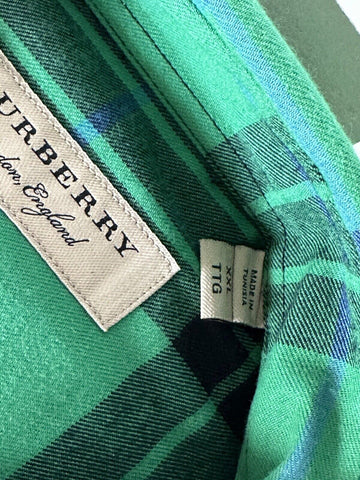 URBERRY
don, England
MADE IN
TUNISIA
XXL
TTG